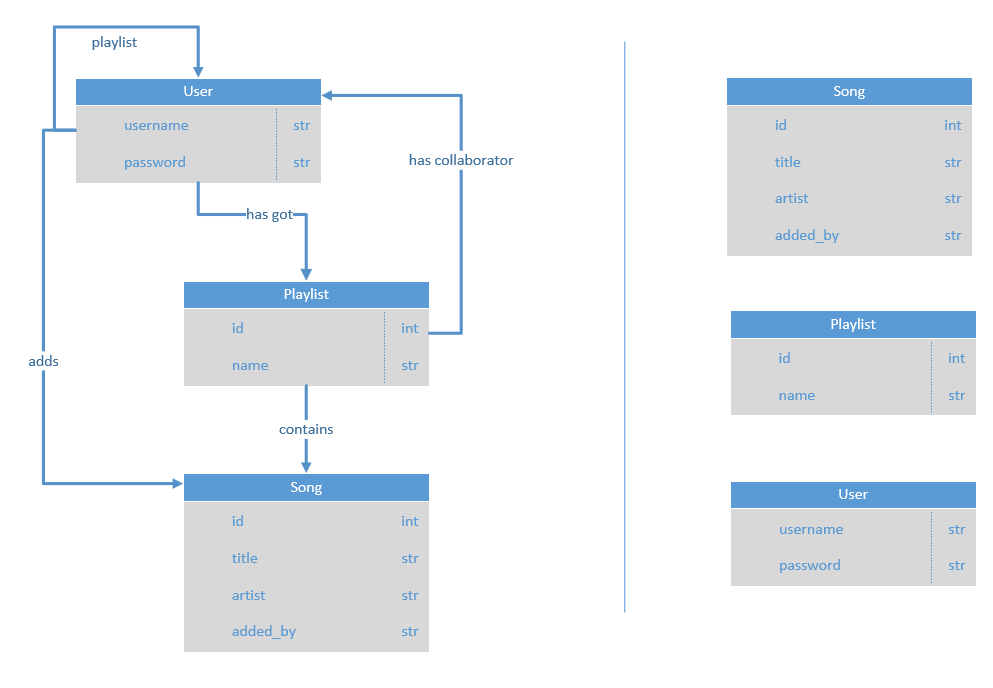 playlist
User
username str
password str
has collaborator
has got
Playlist
id int
name str
adds
contains
Song
id int
title str
artist str
added_by str
Song
id int
title str
artist str
added_by str
Playlist
id int
name str
User
username str
password str